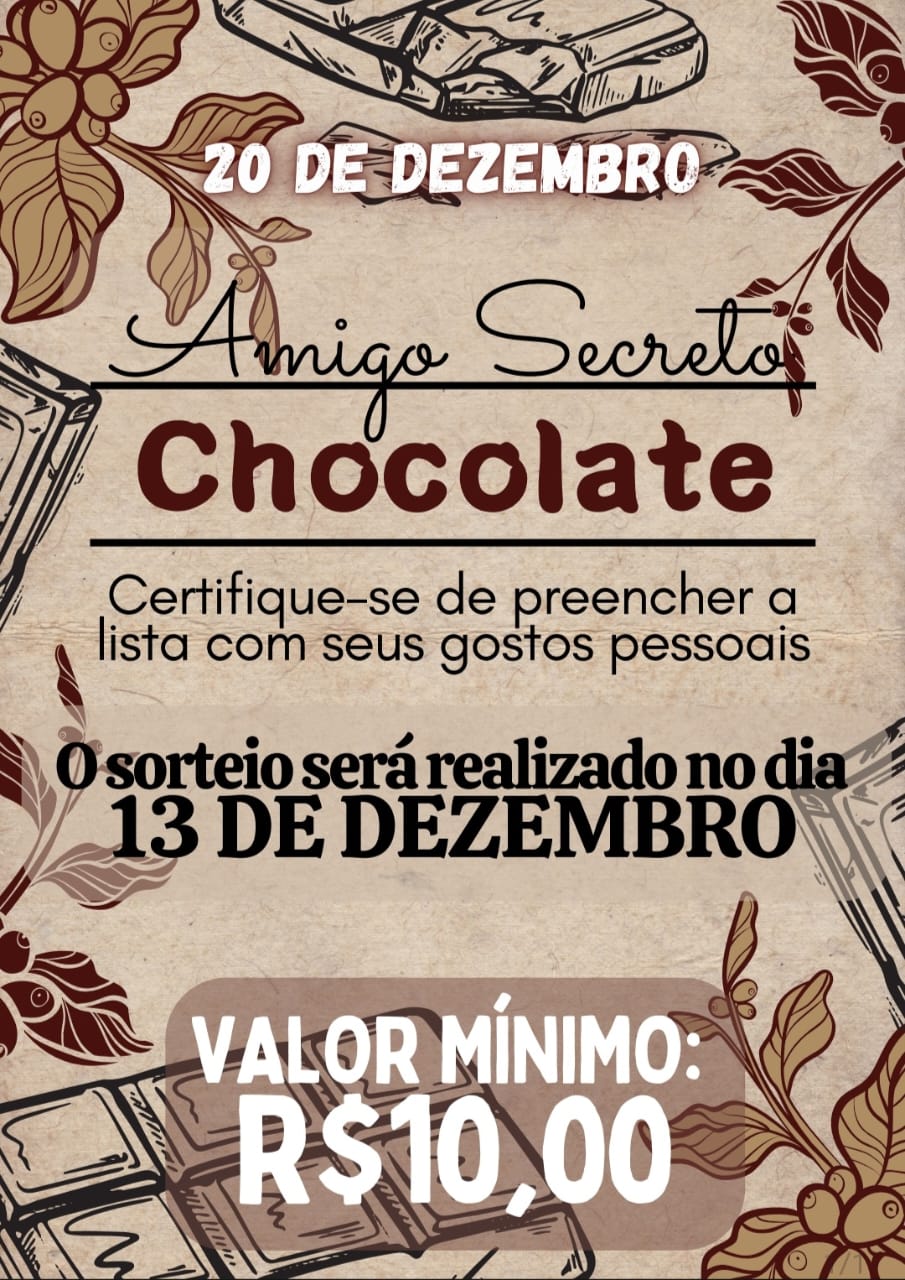 20 DE DEZEMBRO
Amigo Secreto
Chocolate
Certifique-se de preencher a
lista com seus gostos pessoais
O sorteio será realizado no dia
13 DE DEZEMBRO
VALOR MÍNIMO:
R$10,00